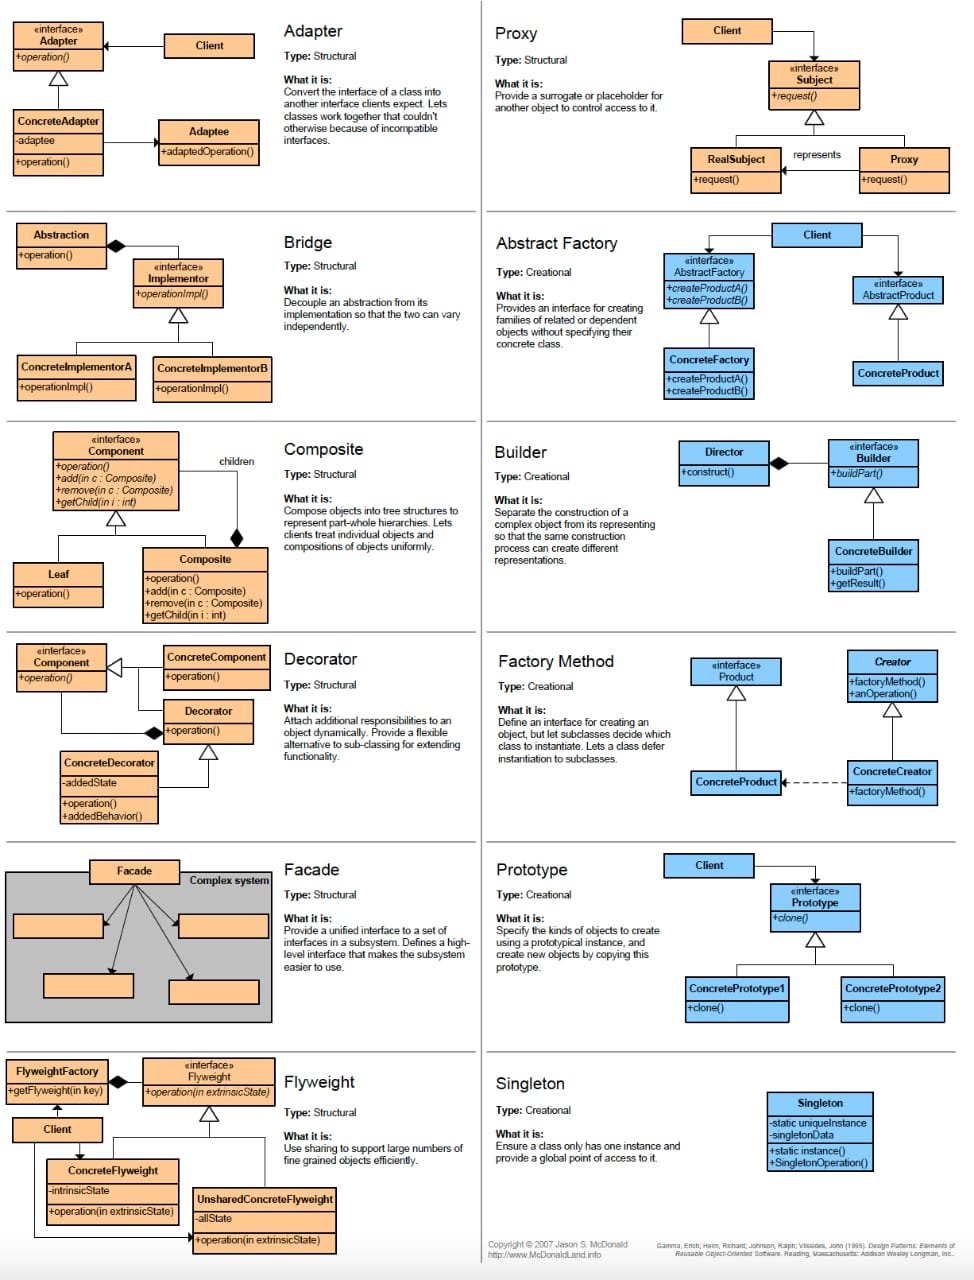 «interface»
Adapter
+operation()
Client
ConcreteAdapter
-adaptee
+operation()
Adaptee
+adaptedOperation()
Adapter
Type: Structural
What it is:
Convert the interface of a class into
another interface clients expect. Lets
classes work together that couldn't
otherwise because of incompatible
interfaces.
Client
«interface»
Subject
+request()
RealSubject
+request()
represents
Proxy
+request()
Proxy
Type: Structural
What it is:
Provide a surrogate or placeholder for
another object to control access to it.
Abstraction
+operation()
«interface»
Implementor
+operationImpl()
ConcreteImplementorA
+operationImpl()
ConcreteImplementorB
+operationImpl()
Bridge
Type: Structural
What it is:
Decouple an abstraction from its
implementation so that the two can vary
independently.
Abstract Factory
Type: Creational
What it is:
Provides an interface for creating
families of related or dependent
objects without specifying their
concrete class.
Client
«interface»
AbstractFactory
+createProductA()
+createProductB()
«interface»
AbstractProduct
ConcreteFactory
+createProductA()
+createProductB()
ConcreteProduct
«interface»
Component
+operation()
+add(in c : Composite)
+remove(in c : Composite)
+getChild(in i : int)
children
Leaf
+operation()
Composite
+operation()
+add(in c : Composite)
+remove(in c : Composite)
+getChild(in i : int)
Composite
Type: Structural
What it is:
Compose objects into tree structures to
represent part-whole hierarchies. Lets
clients treat individual objects and
compositions of objects uniformly.
Builder
Type: Creational
What it is:
Separate the construction of a
complex object from its representing
so that the same construction
process can create different
representations.
Director
+construct()
«interface»
Builder
+buildPart()
ConcreteBuilder
+buildPart()
+getResult()
«interface»
Component
+operation()
ConcreteComponent
+operation()
Decorator
+operation()
ConcreteDecorator
-addedState
+operation()
+addedBehavior()
Decorator
Type: Structural
What it is:
Attach additional responsibilities to an
object dynamically. Provide a flexible
alternative to sub-classing for extending
functionality.
Factory Method
Type: Creational
What it is:
Define an interface for creating an
object, but let subclasses decide which
class to instantiate. Lets a class defer
instantiation to subclasses.
«interface»
Product
Creator
+factoryMethod()
+anOperation()
ConcreteProduct
ConcreteCreator
+factoryMethod()
Facade
Complex system
Facade
Type: Structural
What it is:
Provide a unified interface to a set of
interfaces in a subsystem. Defines a high-
level interface that makes the subsystem
easier to use.
Prototype
Type: Creational
What it is:
Specify the kinds of objects to create
using a prototypical instance, and
create new objects by copying this
prototype.
Client
«interface»
Prototype
+clone()
ConcretePrototype1
+clone()
ConcretePrototype2
+clone()
FlyweightFactory
+getFlyweight(in key)
«interface»
Flyweight
+operation(in extrinsicState)
Client
ConcreteFlyweight
-intrinsicState
+operation(in extrinsicState)
UnsharedConcreteFlyweight
-allState
+operation(in extrinsicState)
Flyweight
Type: Structural
What it is:
Use sharing to support large numbers of
fine grained objects efficiently.
Singleton
Type: Creational
What it is:
Ensure a class only has one instance and
provide a global point of access to it.
Singleton
-static uniqueInstance
-singletonData
+static instance()
+SingletonOperation()
Copyright © 2007 Jason S. McDonald
http://www.McDonaldLand.info
Gamma, Erich; Helm, Richard; Johnson, Ralph; Vlissides, John (1995). Design Patterns: Elements of
Reusable Object-Oriented Software. Reading, Massachusetts: Addison Wesley Longman, Inc..